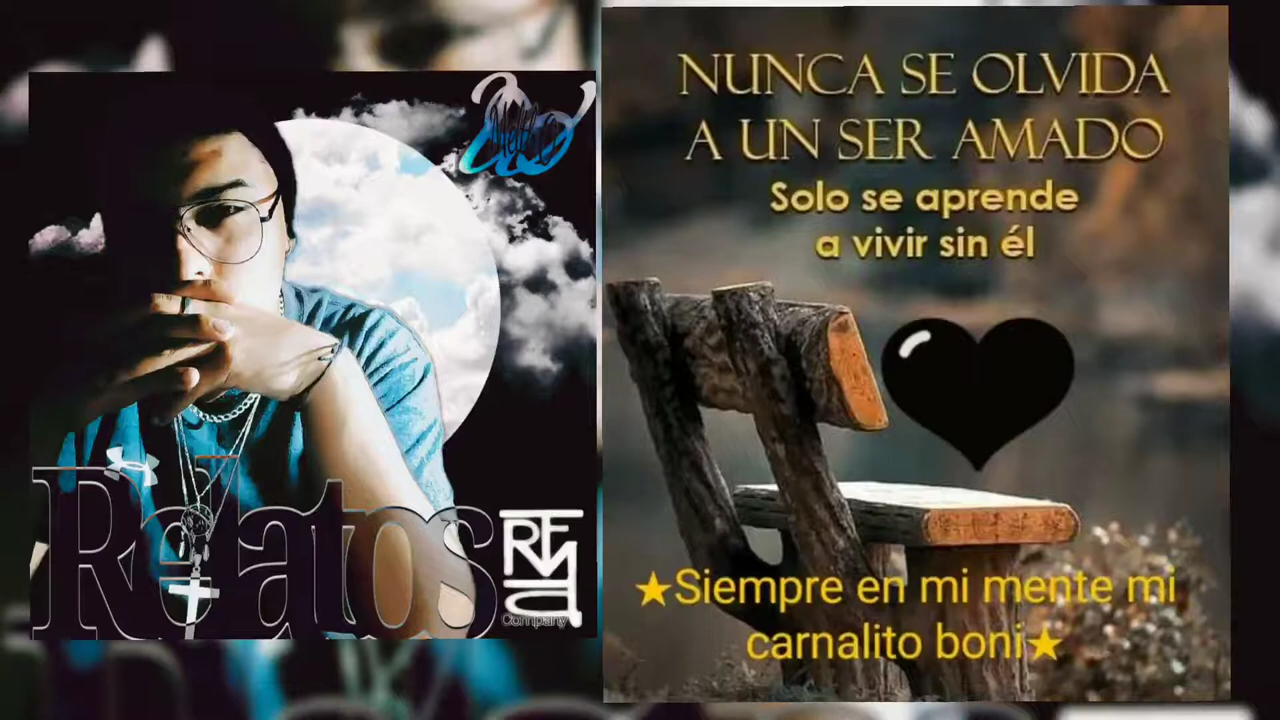 Relatos
Company
NUNCA SE OLVIDA
A UN SER AMADO
Solo se aprende
a vivir sin él
★Siempre en mi mente mi
carnalito boni★